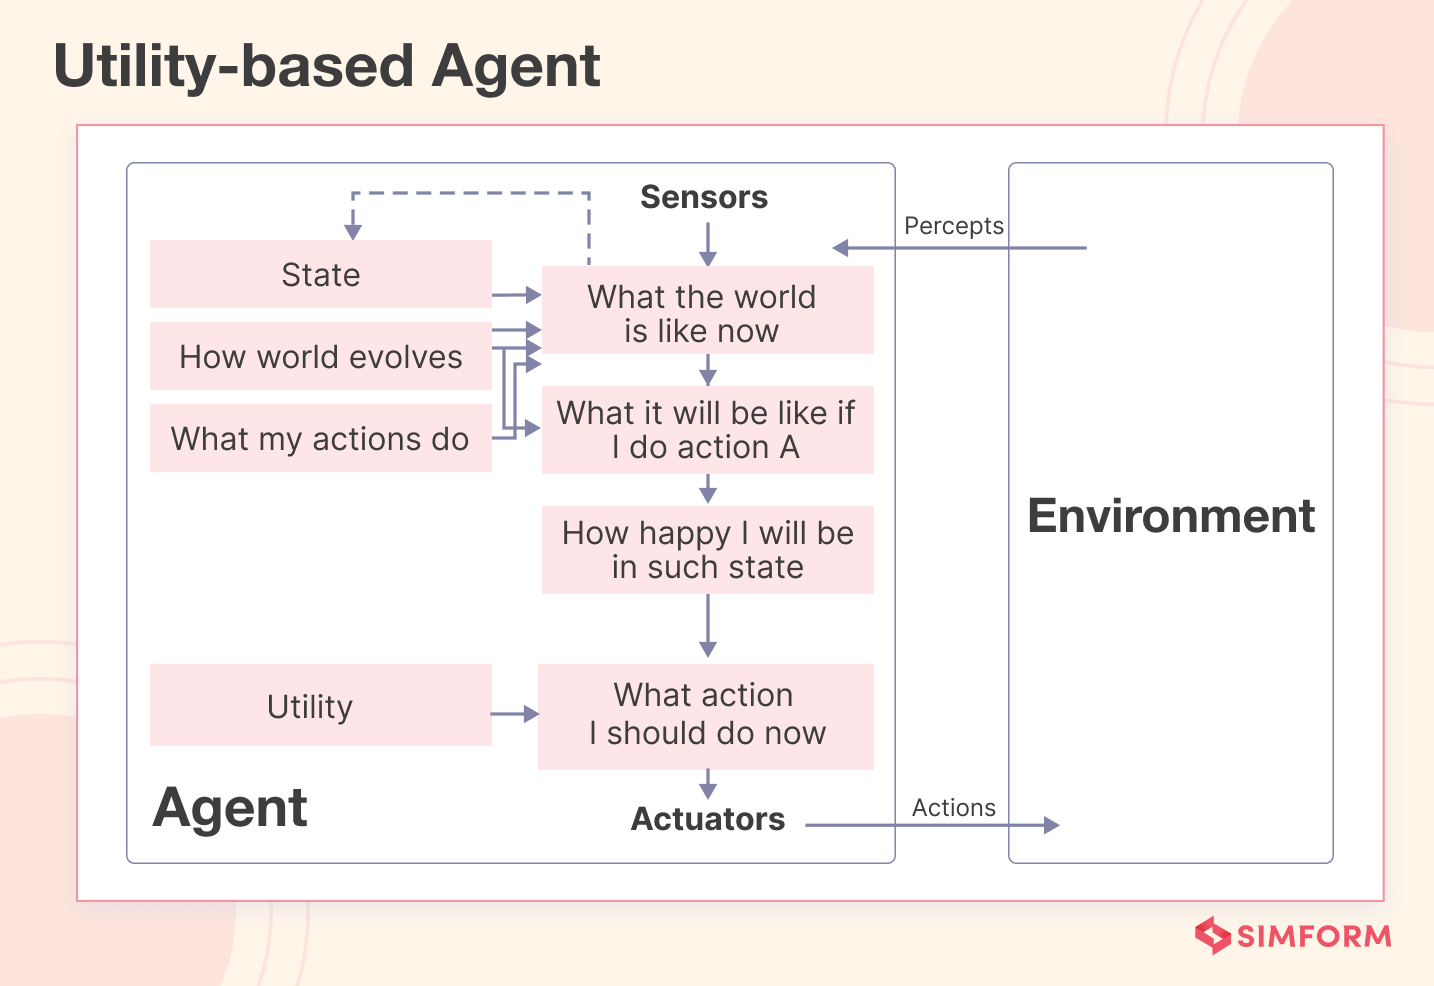 Utility-based Agent
Sensors
Percepts
State
What the world
is like now
How world evolves
What it will be like if
I do action A
What my actions do
How happy I will be
in such state
Environment
Utility
What action
I should do now
Agent
Actuators
Actions
SIMFORM